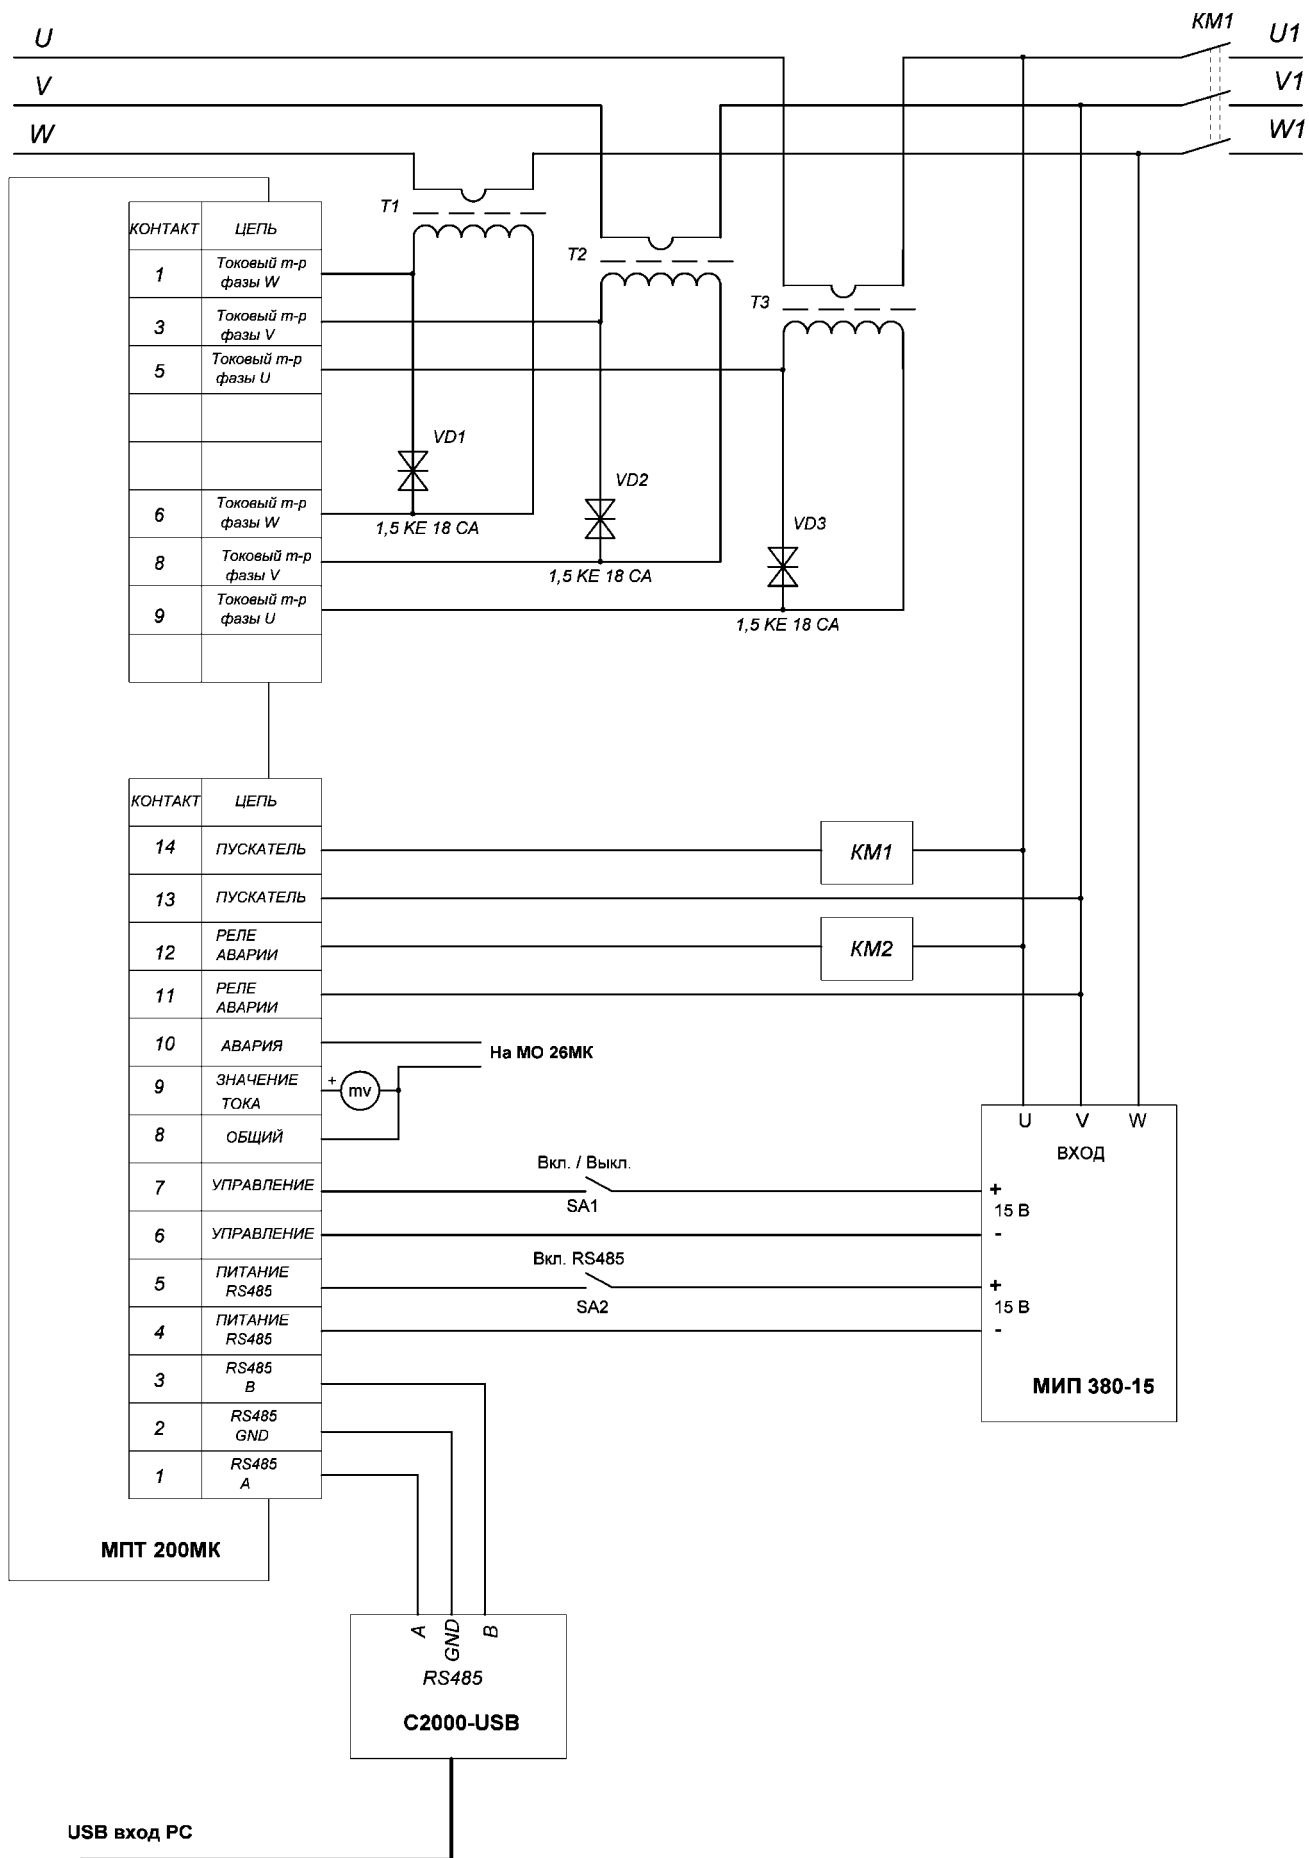 U
KM1
U1
V
V1
W
W1
КОНТАКТ ЦЕПЬ
1 Токовый т-р
фазы W
3 Токовый т-р
фазы V
5 Токовый т-р
фазы U
6 Токовый т-р
фазы W
8 Токовый т-р
фазы V
9 Токовый т-р
фазы U
T1
T2
T3
VD1
1,5 KE 18 CA
VD2
1,5 KE 18 CA
VD3
1,5 KE 18 CA
КОНТАКТ ЦЕПЬ
14 ПУСКАТЕЛЬ
KM1
13 ПУСКАТЕЛЬ
12 РЕЛЕ
АВАРИИ
KM2
11 РЕЛЕ
АВАРИИ
10 АВАРИЯ
На МО 26МК
9 ЗНАЧЕНИЕ
ТОКА
+
mv
8 ОБЩИЙ
7 УПРАВЛЕНИЕ
Вкл. / Выкл.
SA1
6 УПРАВЛЕНИЕ
5 ПИТАНИЕ
RS485
Вкл. RS485
SA2
4 ПИТАНИЕ
RS485
3 RS485
B
2 RS485
GND
1 RS485
A
МПТ 200МК
U V W
ВХОД
+
15 В
-
+
15 В
-
МИП 380-15
A GND B
RS485
C2000-USB
USB вход PC